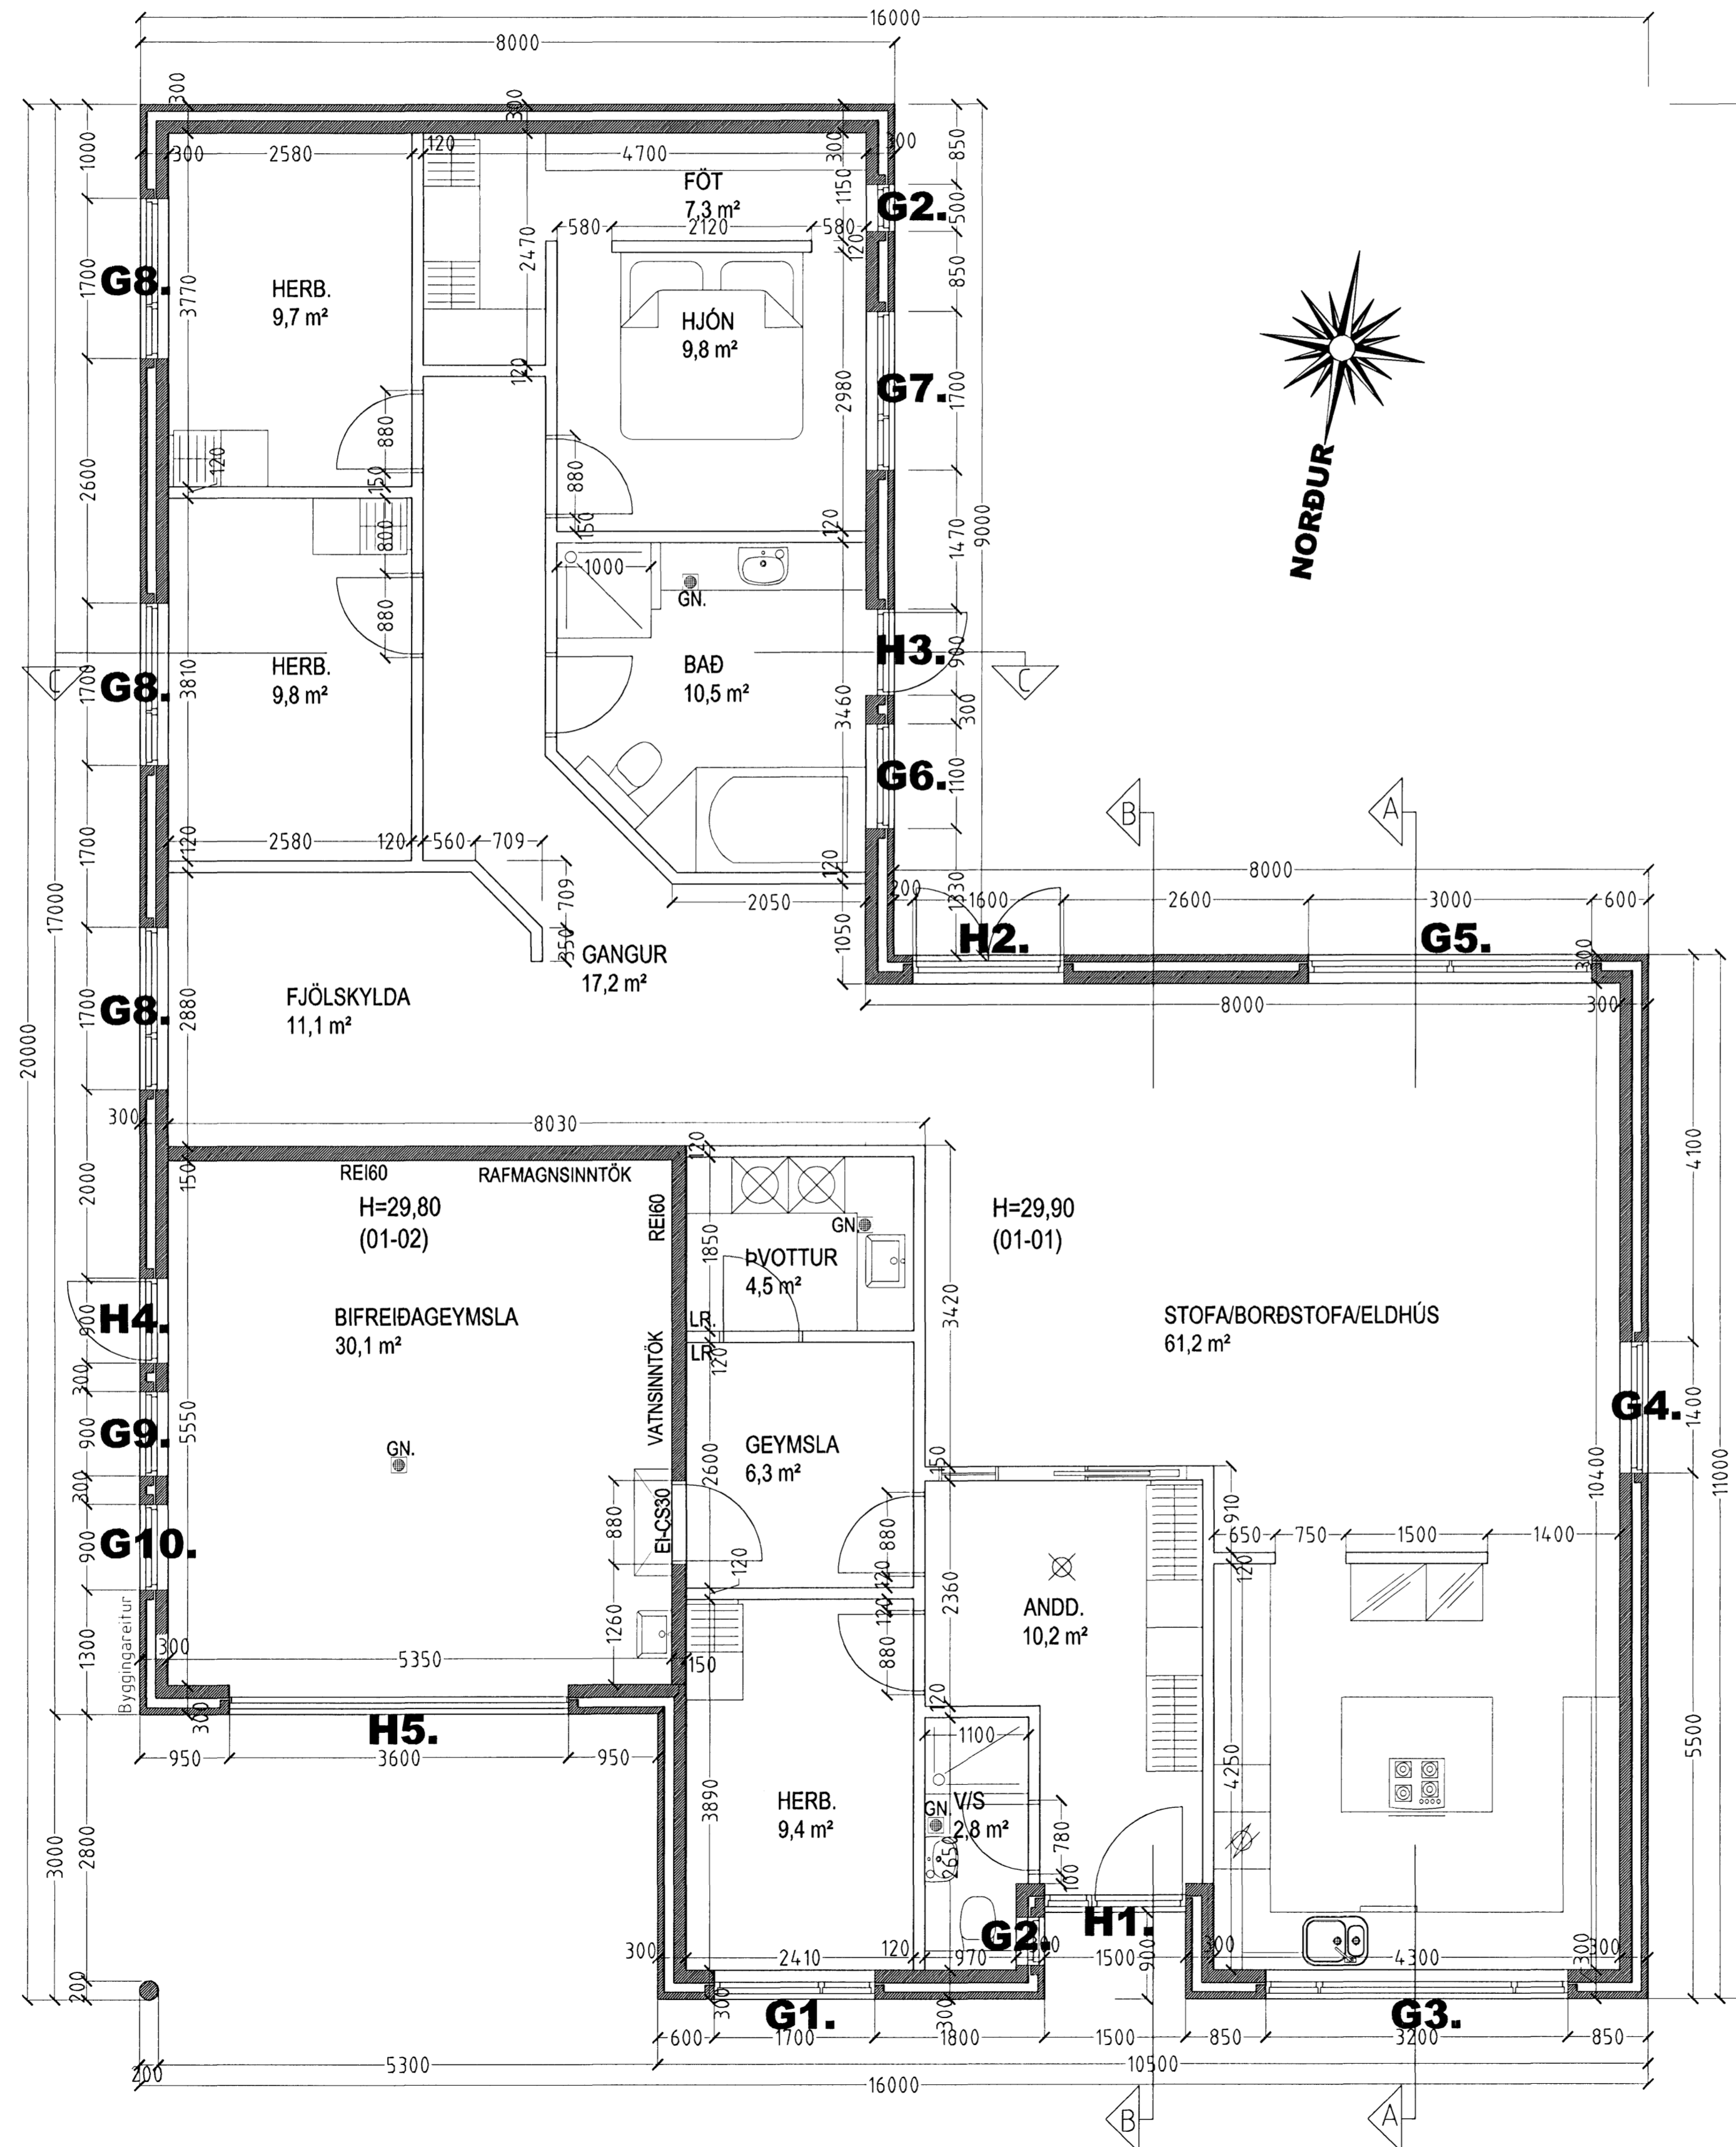 16000
8000
300
300
1000
300
2580
120
4700
300
300
850
FÖT
7,3 m²
1150
G2.
500
580
2120
580
120
2470
850
G8.
1700
3770
HERB.
9,7 m²
HJÓN
9,8 m²
2980
G7.
1700
NORÐUR
120
880
880
120
150
150
2600
120
1470
9000
800
1000
GN.
880
HERB.
9,8 m²
BAÐ
10,5 m²
H3.
900
C
C
G8.
1700
3810
3460
300
G6.
1100
B
A
1700
120
2580
120
560
709
120
8000
17000
20000
709
2050
200
1330
1600
2600
3000
600
350
1050
H2.
G5.
300
GANGUR
17,2 m²
FJÖLSKYLDA
11,1 m²
G8.
1700
2880
8000
300
300
8030
120
4100
2000
150
REI60
RAFMAGNSINNTÖK
H=29,80
(01-02)
REI60
H=29,90
(01-01)
GN.
1850
ÞVOTTUR
4,5 m²
3420
H4.
900
BIFREIÐAGEYMSLA
30,1 m²
LR.
LR.
120
STOFA/BORÐSTOFA/ELDHÚS
61,2 m²
VATNSINNTÖK
300
G9.
900
5550
GN.
GEYMSLA
6,3 m²
2600
150
G4.
1400
10400
11000
300
880
EI-CS30
910
880
650
750
1500
1400
G10.
900
120
120
120
2360
ANDD.
10,2 m²
1260
120
880
Byggingareitur
1300
300
5350
150
300
120
H5.
1100
950
3600
950
5500
3890
4250
HERB.
9,4 m²
GN.
V/S
2,8 m²
780
2650
100
3000
2800
G2.
H1.
300
2410
120
970
300
1500
900
300
4300
300
300
200
300
G1.
300
G3.
600
1700
1800
1500
850
3200
850
200
5300
10500
16000
B
A